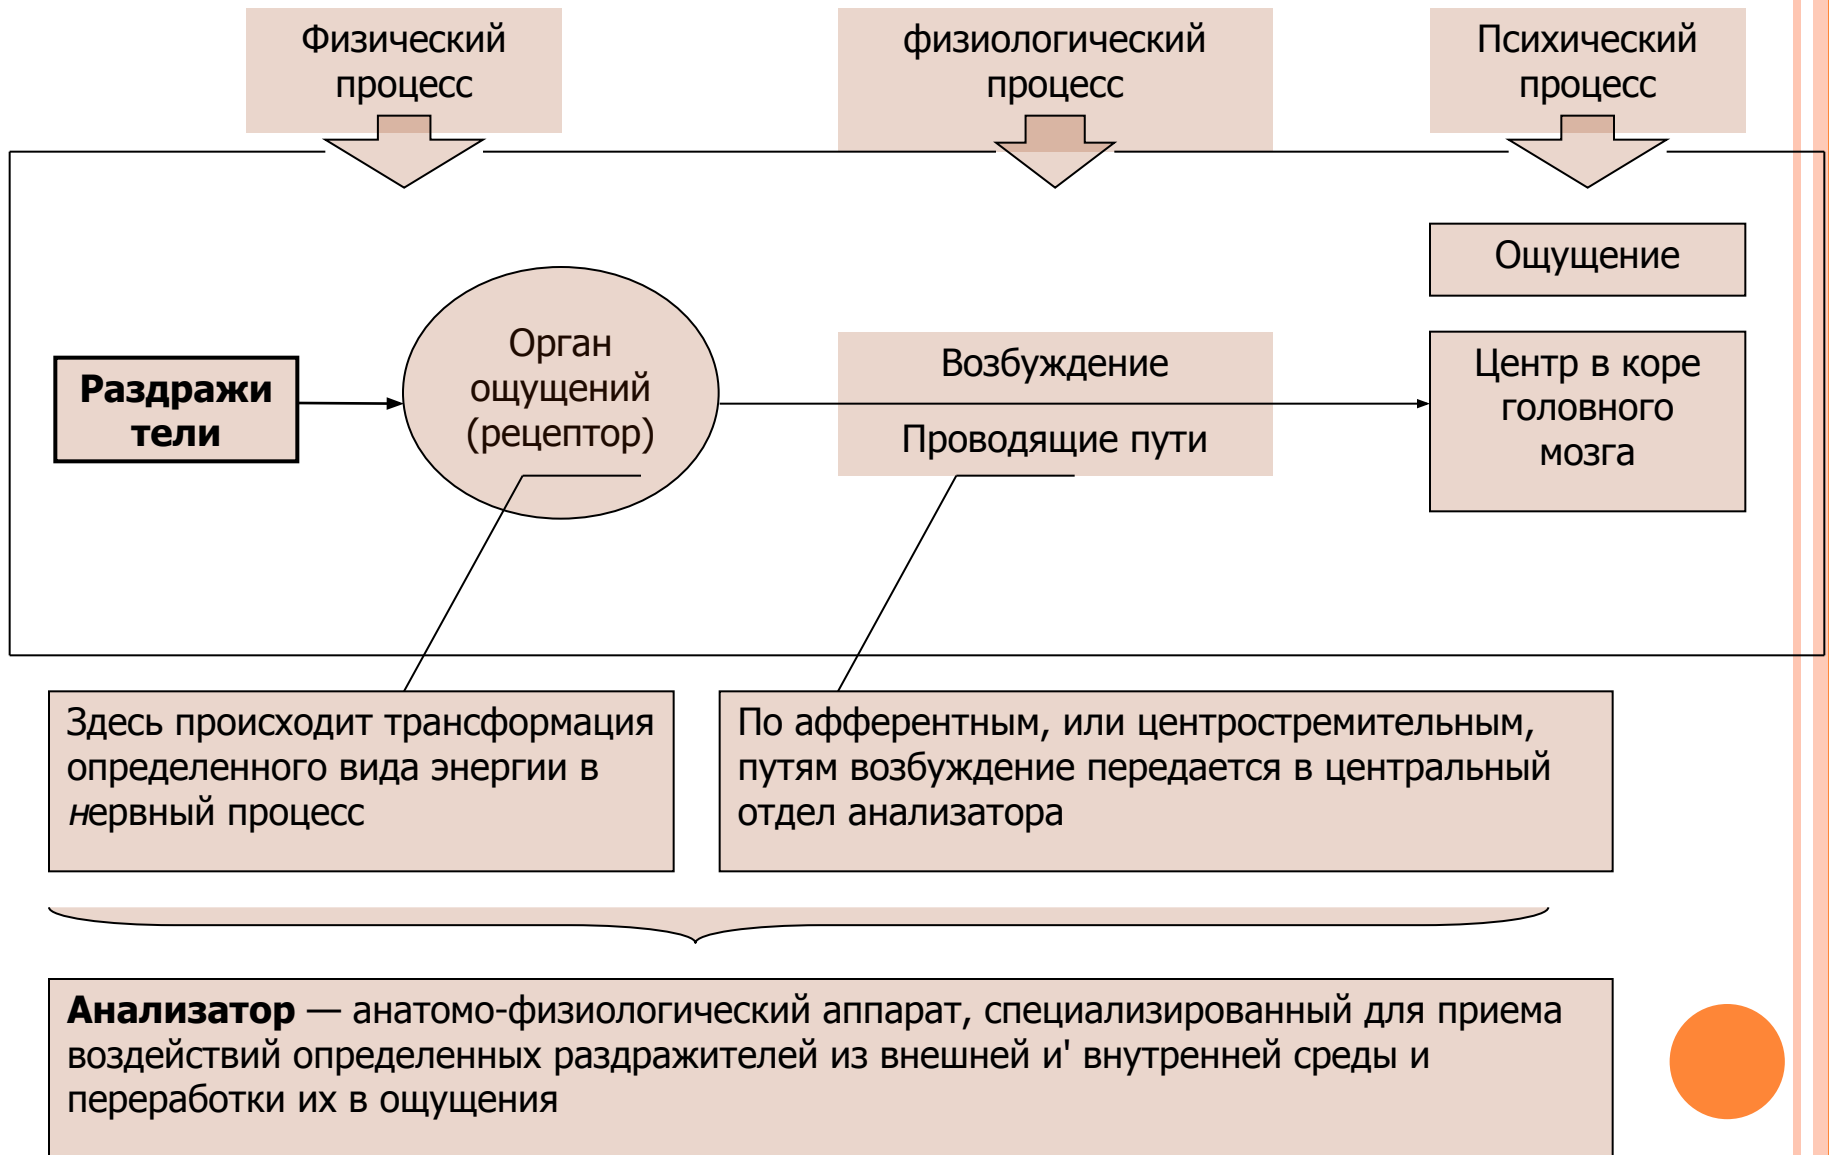 Физический
процесс
физиологический
процесс
Психический
процесс
Ощущение
Раздражи
тели
Орган
ощущений
(рецептор)
Возбуждение
Проводящие пути
Центр в коре
головного
мозга
Здесь происходит трансформация
определенного вида энергии в
нервный процесс
По афферентным, или центростремительным,
путям возбуждение передается в центральный
отдел анализатора
Анализатор — анатомо-физиологический аппарат, специализированный для приема
воздействий определенных раздражителей из внешней и' внутренней среды и
переработки их в ощущения